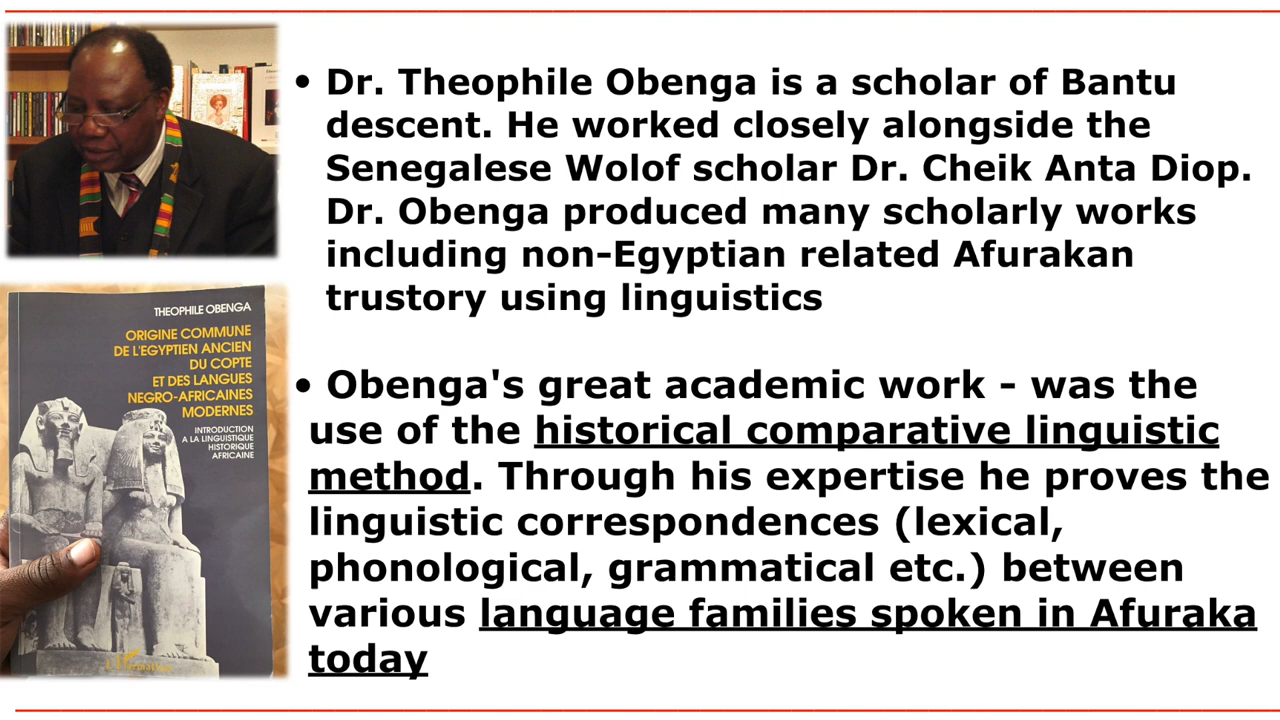 • Dr. Theophile Obenga is a scholar of Bantu
descent. He worked closely alongside the
Senegalese Wolof scholar Dr. Cheik Anta Diop.
Dr. Obenga produced many scholarly works
including non-Egyptian related Afurakan
trustory using linguistics
• Obenga's great academic work - was the
use of the historical comparative linguistic
method. Through his expertise he proves the
linguistic correspondences (lexical,
phonological, grammatical etc.) between
various language families spoken in Afuraka
today
THEOPHILE OBENGA
ORIGINE COMMUNE
DE L'EGYPTIEN ANCIEN
DU COPTE
ET DES LANGUES
NEGRO-AFRICAINES
MODERNES
INTRODUCTION
A LA LINGUISTIQUE
HISTORIQUE
AFRICAINE